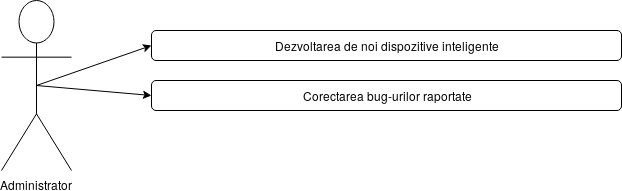 Dezvoltarea de noi dispozitive inteligente
Corectarea bug-urilor raportate
Administrator